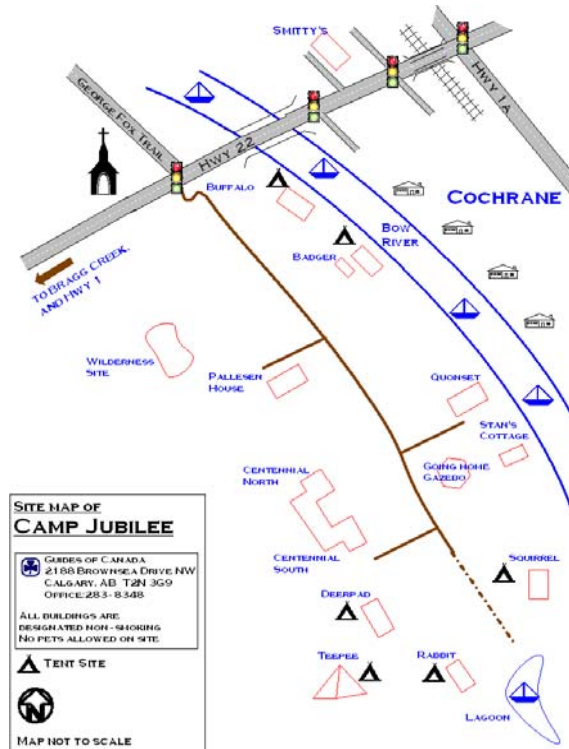 SMITTY'S
HWY 1A
GEORGE FOX TRAIL
HWY 22
BUFFALO
COCHRANE
BOW
RIVER
BADGER
TO BRAGG CREEK,
AND HWY 1
WILDERNESS
SITE
PALLESEN
HOUSE
QUONSET
STAN'S
COTTAGE
GOING HOME
GAZEBO
CENTENNIAL
NORTH
CENTENNIAL
SOUTH
SQUIRREL
DEERPAD
TEEPEE
RABBIT
LAGOON
SITE MAP OF
CAMP JUBILEE
GUIDES OF CANADA
2188 BROWNSEA DRIVE NW
CALGARY, AB T2N 3G9
OFFICE: 283-8348
ALL BUILDINGS ARE
DESIGNATED NON-SMOKING
NO PETS ALLOWED ON SITE
TENT SITE
N
MAP NOT TO SCALE